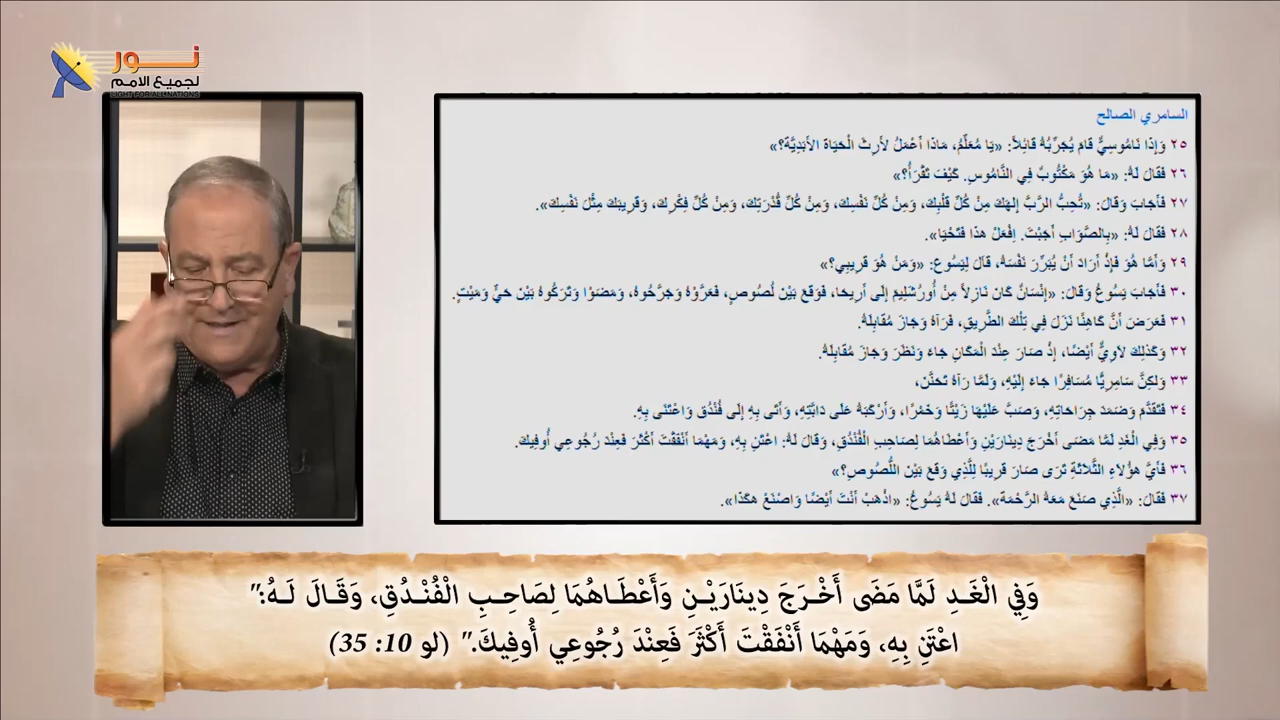 نور
لجميع الامم
LIGHT FOR ALL NATIONS
السامري الصالح
٢٥ وَإِذَا نَامُوسِيٌّ قَامَ يُجَرِّبُهُ قَائِلاً: «يَا مُعَلِّمُ، مَاذَا أَعْمَلُ لأَرِثَ الْحَيَاةَ الأَبَدِيَّةَ؟»
٢٦ فَقَالَ لَهُ: «مَا هُوَ مَكْتُوبٌ فِي النَّامُوسِ. كَيْفَ تَقْرَأُ؟»
٢٧ فَأَجَابَ وَقَالَ: «تُحِبُّ الرَّبَّ إِلهَكَ مِنْ كُلِّ قَلْبِكَ، وَمِنْ كُلِّ نَفْسِكَ، وَمِنْ كُلِّ قُدْرَتِكَ، وَمِنْ كُلِّ فِكْرِكَ، وَقَرِيبَكَ مِثْلَ نَفْسِكَ».
٢٨ فَقَالَ لَهُ: «بِالصَّوَابِ أَجَبْتَ. اِفْعَلْ هذَا فَتَحْيَا».
٢٩ وَأَمَّا هُوَ فَإِذْ أَرَادَ أَنْ يُبَرِّرَ نَفْسَهُ، قَالَ لِيَسُوعَ: «وَمَنْ هُوَ قَرِيبِي؟»
٣٠ فَأَجَابَ يَسُوعُ وَقَالَ: «إِنْسَانٌ كَانَ نَازِلاً مِنْ أُورُشَلِيمَ إِلَى أَرِيحَا، فَوَقَعَ بَيْنَ لُصُوصٍ، فَعَرَّوْهُ وَجَرَّحُوهُ، وَمَضَوْا وَتَرَكُوهُ بَيْنَ حَيٍّ وَمَيْتٍ.
٣١ فَعَرَضَ أَنَّ كَاهِنًا نَزَلَ فِي تِلْكَ الطَّرِيقِ، فَرَآهُ وَجَازَ مُقَابِلَهُ.
٣٢ وَكَذلِكَ لاَوِيٌّ أَيْضًا، إِذْ صَارَ عِنْدَ الْمَكَانِ جَاءَ وَنَظَرَ وَجَازَ مُقَابِلَهُ.
٣٣ وَلكِنَّ سَامِرِيًّا مُسَافِرًا جَاءَ إِلَيْهِ، وَلَمَّا رَآهُ تَحَنَّنَ،
٣٤ فَتَقَدَّمَ وَضَمَدَ جِرَاحَاتِهِ، وَصَبَّ عَلَيْهَا زَيْتًا وَخَمْرًا، وَأَرْكَبَهُ عَلَى دَابَّتِهِ، وَأَتَى بِهِ إِلَى فُنْدُق وَاعْتَنَى بِهِ.
٣٥ وَفِي الْغَدِ لَمَّا مَضَى أَخْرَجَ دِينَارَيْنِ وَأَعْطَاهُمَا لِصَاحِبِ الْفُنْدُقِ، وَقَالَ لَهُ: اعْتَنِ بِهِ، وَمَهْمَا أَنْفَقْتَ أَكْثَرَ فَعِنْدَ رُجُوعِي أُوفِيكَ.
٣٦ فَأَيَّ هؤُلاَءِ الثَّلاَثَةِ تَرَى صَارَ قَرِيبًا لِلَّذِي وَقَعَ بَيْنَ اللُّصُوصِ؟»
٣٧ فَقَالَ: «الَّذِي صَنَعَ مَعَهُ الرَّحْمَةَ». فَقَالَ لَهُ يَسُوعُ: «اذْهَبْ أَنْتَ أَيْضًا وَاصْنَعْ هكَذَا».
وَفِي الْغَدِ لَمَّا مَضَى أَخْرَجَ دِينَارَيْنِ وَأَعْطَاهُمَا لِصَاحِبِ الْفُنْدُقِ، وَقَالَ لَهُ:"
اعْتَنِ بِهِ، وَمَهْمَا أَنْفَقْتَ أَكْثَرَ فَعِنْدَ رُجُوعِي أُوفِيكَ." (لو 10: 35)